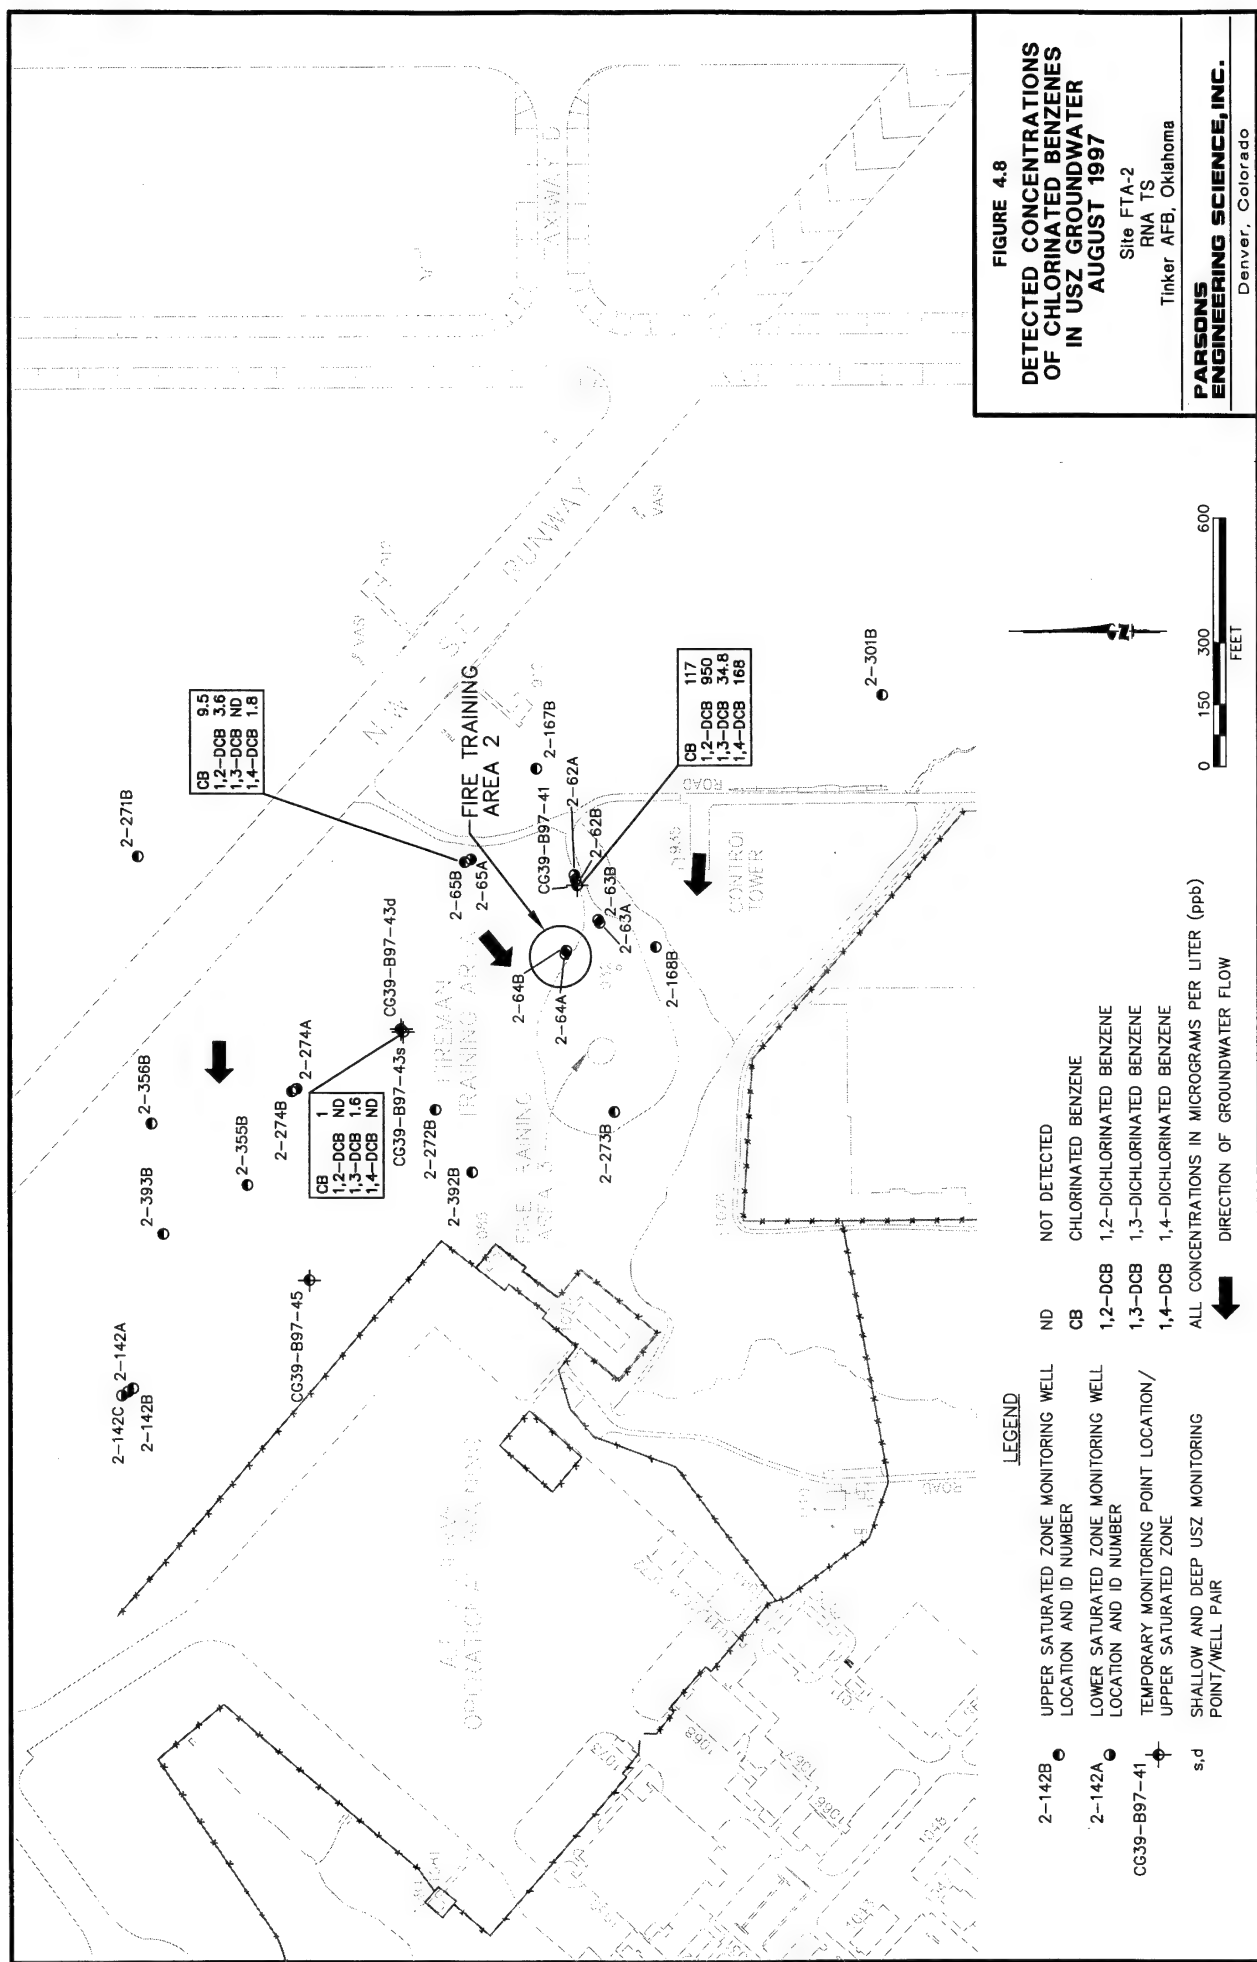 FIGURE 4.8
DETECTED CONCENTRATIONS
OF CHLORINATED BENZENES
IN USZ GROUNDWATER
AUGUST 1997
Site FTA-2
RNA TS
Tinker AFB, Oklahoma
PARSONS
ENGINEERING SCIENCE, INC.
Denver, Colorado
2-142C
2-142A
2-142B
2-393B
2-356B
2-271B
2-355B
CG39-B97-45
2-274B
2-274A
CB 1
1,2-DCB ND
1,3-DCB 1.6
1,4-DCB ND
CG39-B97-43s
CG39-B97-43d
CB 9.5
1,2-DCB 3.6
1,3-DCB ND
1,4-DCB 1.8
VASI
N.W.
RUNWAY
VASI
2-65B
2-65A
FIRE TRAINING
AREA 2
2-272B
2-392B
FIREMAN
AREA 3
2-64B
2-64A
2-167B
CG39-B97-41
2-62A
2-62B
2-63B
2-63A
2-273B
2-168B
CB 117
1,2-DCB 950
1,3-DCB 34.8
1,4-DCB 168
ROAD
CONTROL
TOWER
2-301B
ROAD
1073
1068
1067
1066
1048
LEGEND
2-142B
UPPER SATURATED ZONE MONITORING WELL
LOCATION AND ID NUMBER
2-142A
LOWER SATURATED ZONE MONITORING WELL
LOCATION AND ID NUMBER
CG39-B97-41
TEMPORARY MONITORING POINT LOCATION/
UPPER SATURATED ZONE
s,d
SHALLOW AND DEEP USZ MONITORING
POINT/WELL PAIR
ND NOT DETECTED
CB CHLORINATED BENZENE
1,2-DCB 1,2-DICHLORINATED BENZENE
1,3-DCB 1,3-DICHLORINATED BENZENE
1,4-DCB 1,4-DICHLORINATED BENZENE
ALL CONCENTRATIONS IN MICROGRAMS PER LITER (ppb)
DIRECTION OF GROUNDWATER FLOW
N
0 150 300 600
FEET